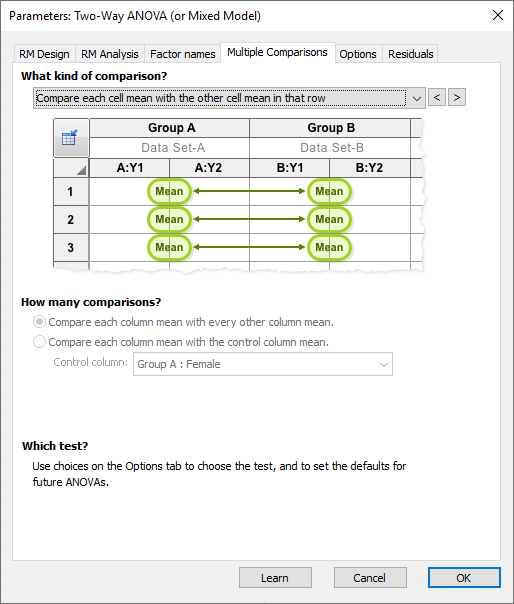 Parameters: Two-Way ANOVA (or Mixed Model)
RM Design RM Analysis Factor names Multiple Comparisons Options Residuals
What kind of comparison?
Compare each cell mean with the other cell mean in that row < >
Group A Group B
Data Set-A Data Set-B
A:Y1 A:Y2 B:Y1 B:Y2
1 Mean Mean
2 Mean Mean
3 Mean Mean
How many comparisons?
Compare each column mean with every other column mean.
Compare each column mean with the control column mean.
Control column: Group A : Female
Which test?
Use choices on the Options tab to choose the test, and to set the defaults for
future ANOVAs.
Learn Cancel OK